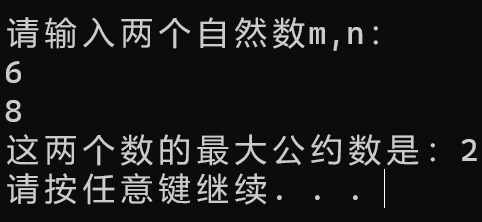 请输入两个自然数m,n:
6
8
这两个数的最大公约数是: 2
请按任意键继续. . .